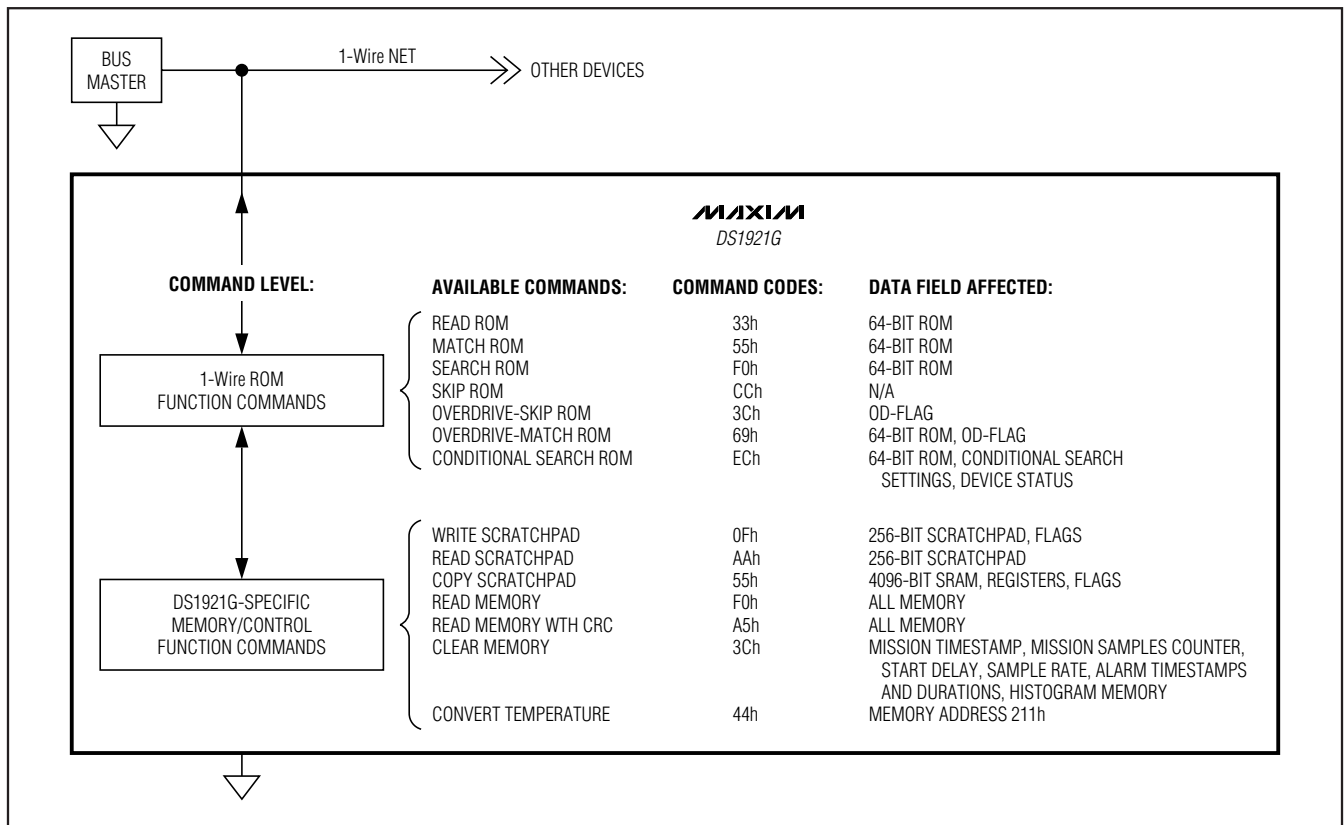 BUS
MASTER
1-Wire NET
OTHER DEVICES
MAXIM
DS1921G
COMMAND LEVEL: AVAILABLE COMMANDS: COMMAND CODES: DATA FIELD AFFECTED:
1-Wire ROM
FUNCTION COMMANDS
READ ROM 33h 64-BIT ROM
MATCH ROM 55h 64-BIT ROM
SEARCH ROM F0h 64-BIT ROM
SKIP ROM CCh N/A
OVERDRIVE-SKIP ROM 3Ch OD-FLAG
OVERDRIVE-MATCH ROM 69h 64-BIT ROM, OD-FLAG
CONDITIONAL SEARCH ROM ECh 64-BIT ROM, CONDITIONAL SEARCH
SETTINGS, DEVICE STATUS
DS1921G-SPECIFIC
MEMORY/CONTROL
FUNCTION COMMANDS
WRITE SCRATCHPAD 0Fh 256-BIT SCRATCHPAD, FLAGS
READ SCRATCHPAD AAh 256-BIT SCRATCHPAD
COPY SCRATCHPAD 55h 4096-BIT SRAM, REGISTERS, FLAGS
READ MEMORY F0h ALL MEMORY
READ MEMORY WTH CRC A5h ALL MEMORY
CLEAR MEMORY 3Ch MISSION TIMESTAMP, MISSION SAMPLES COUNTER,
START DELAY, SAMPLE RATE, ALARM TIMESTAMPS
AND DURATIONS, HISTOGRAM MEMORY
CONVERT TEMPERATURE 44h MEMORY ADDRESS 211h